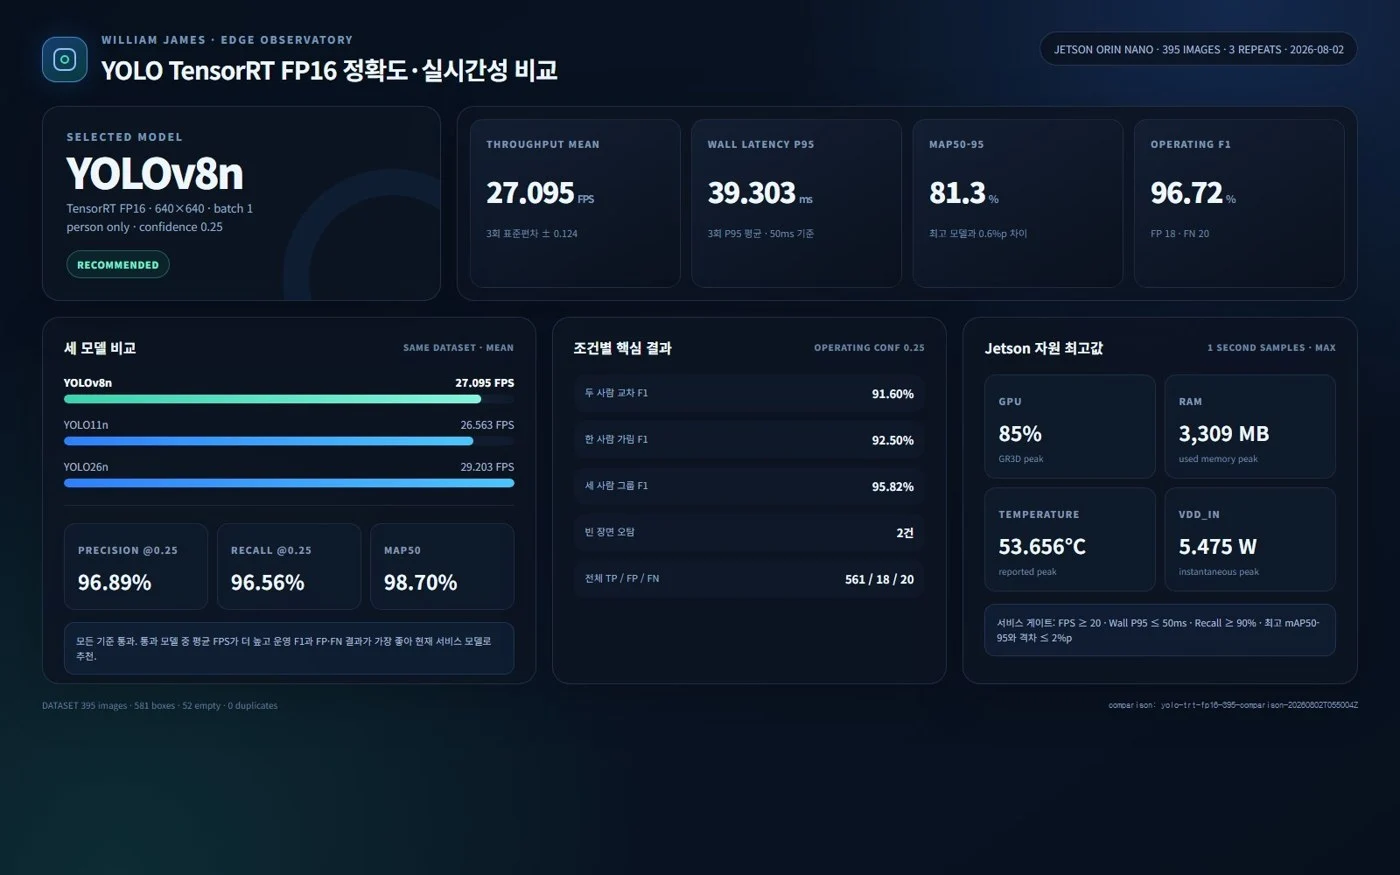 WILLIAM JAMES · EDGE OBSERVATORY
YOLO TensorRT FP16 정확도·실시간성 비교
JETSON ORIN NANO · 395 IMAGES · 3 REPEATS · 2026-08-02
SELECTED MODEL
YOLOv8n
TensorRT FP16 · 640×640 · batch 1
person only · confidence 0.25
RECOMMENDED
THROUGHPUT MEAN
27.095 FPS
3회 표준편차 ± 0.124
WALL LATENCY P95
39.303 ms
3회 P95 평균 · 50ms 기준
MAP50-95
81.3 %
최고 모델과 0.6%p 차이
OPERATING F1
96.72 %
FP 18 · FN 20
세 모델 비교
SAME DATASET · MEAN
YOLOv8n 27.095 FPS
YOLO11n 26.563 FPS
YOLO26n 29.203 FPS
PRECISION @0.25
96.89%
RECALL @0.25
96.56%
MAP50
98.70%
모든 기준 통과. 통과 모델 중 평균 FPS가 더 높고 운영 F1과 FP·FN 결과가 가장 좋아 현재 서비스 모델로
추천.
조건별 핵심 결과
OPERATING CONF 0.25
두 사람 교차 F1 91.60%
한 사람 가림 F1 92.50%
세 사람 그룹 F1 95.82%
빈 장면 오탐 2건
전체 TP / FP / FN 561 / 18 / 20
Jetson 자원 최고값
1 SECOND SAMPLES · MAX
GPU
85%
GR3D peak
RAM
3,309 MB
used memory peak
TEMPERATURE
53.656°C
reported peak
VDD_IN
5.475 W
instantaneous peak
서비스 게이트: FPS ≥ 20 · Wall P95 ≤ 50ms · Recall ≥ 90% · 최고 mAP50-
95와 격차 ≤ 2%p
DATASET 395 images · 581 boxes · 52 empty · 0 duplicates
comparison: yolo-trt-fp16-395-comparison-20260802T055004Z